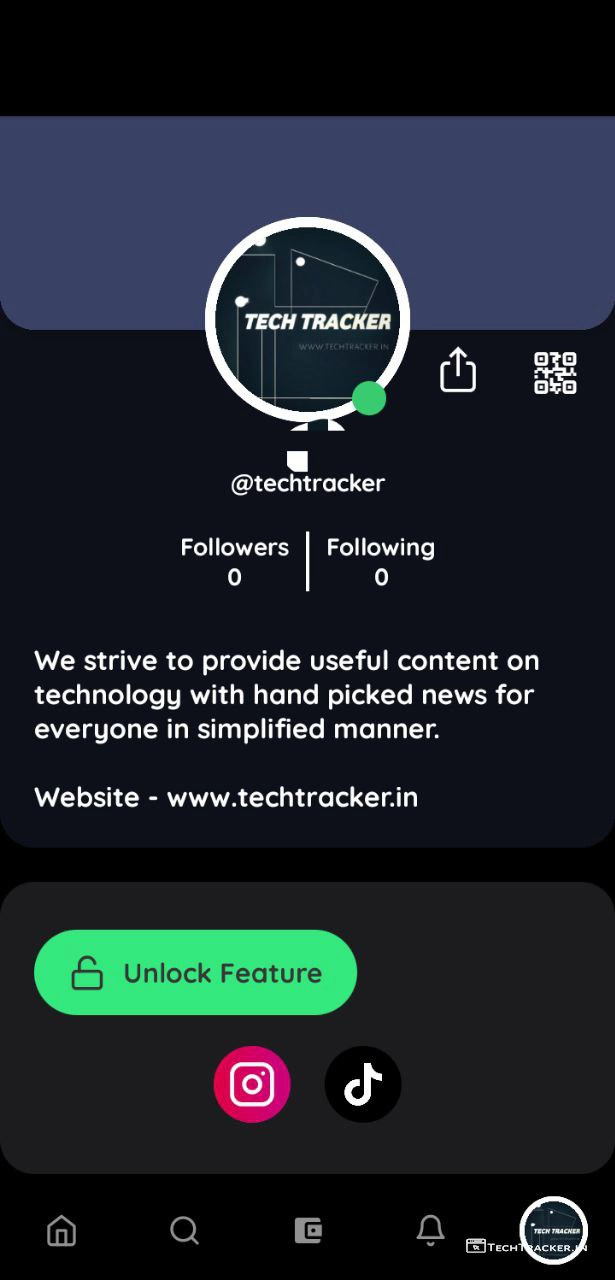 TECH TRACKER
WWW.TECHTRACKER.IN
@techtracker
Followers
0
Following
0
We strive to provide useful content on
technology with hand picked news for
everyone in simplified manner.
Website - www.techtracker.in
Unlock Feature
TECH TRACKER
TECHTRACKER.IN